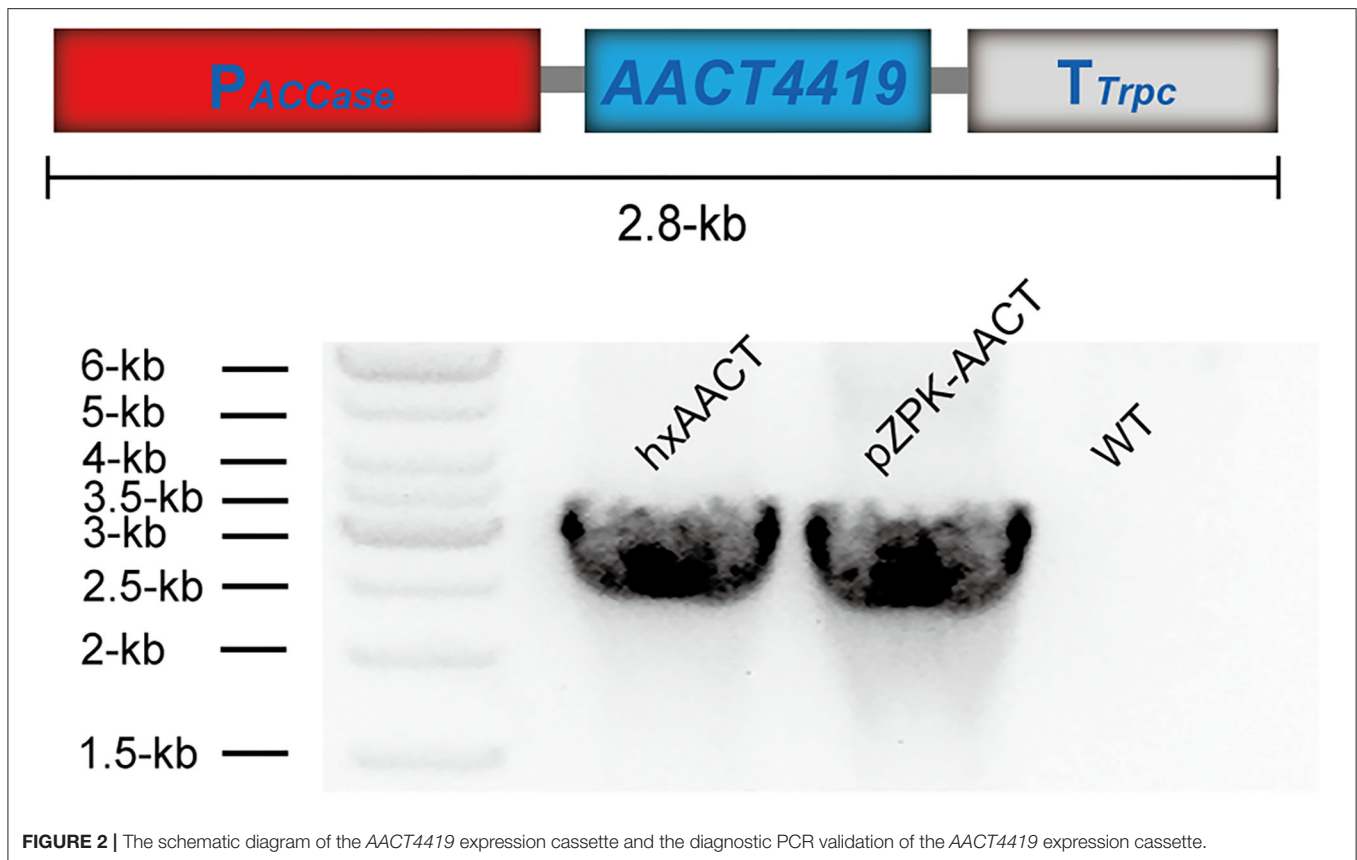 PACCase AACT4419 TTrpc
2.8-kb
hxAACT pZPK-AACT WT
6-kb
5-kb
4-kb
3.5-kb
3-kb
2.5-kb
2-kb
1.5-kb
FIGURE 2 | The schematic diagram of the AACT4419 expression cassette and the diagnostic PCR validation of the AACT4419 expression cassette.